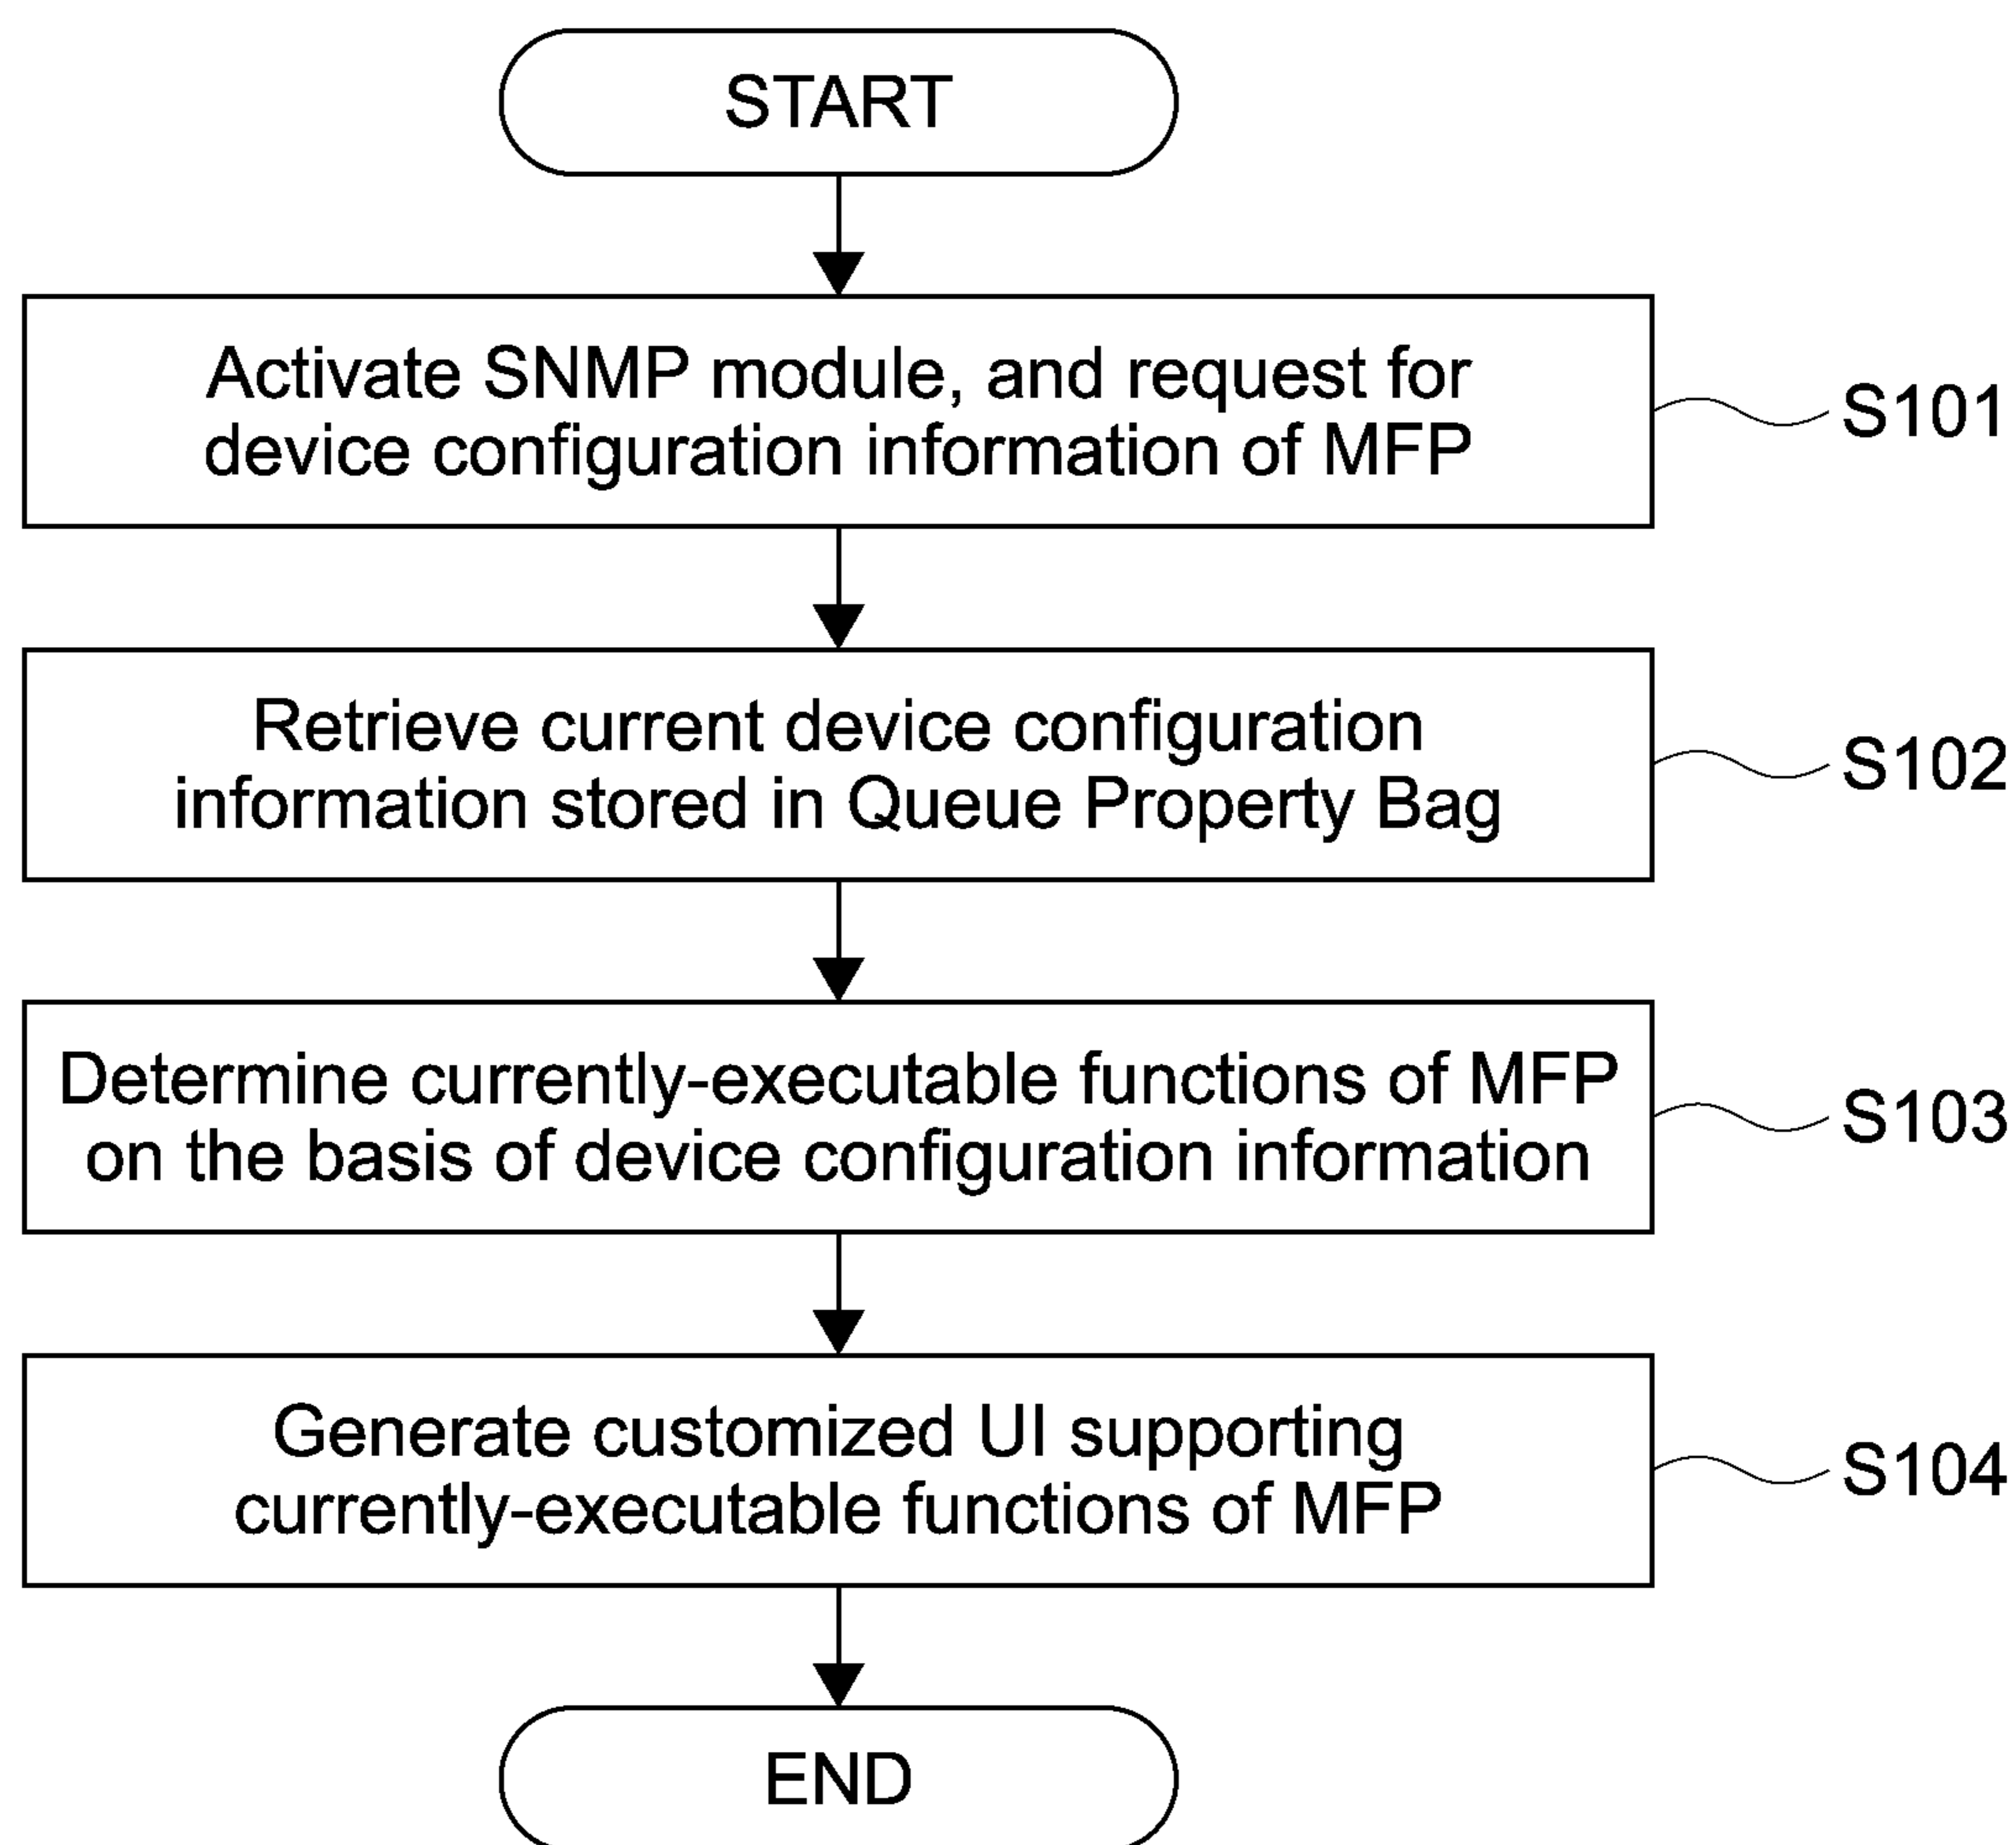 START
Activate SNMP module, and request for
device configuration information of MFP
S101
Retrieve current device configuration
information stored in Queue Property Bag
S102
Determine currently-executable functions of MFP
on the basis of device configuration information
S103
Generate customized UI supporting
currently-executable functions of MFP
S104
END